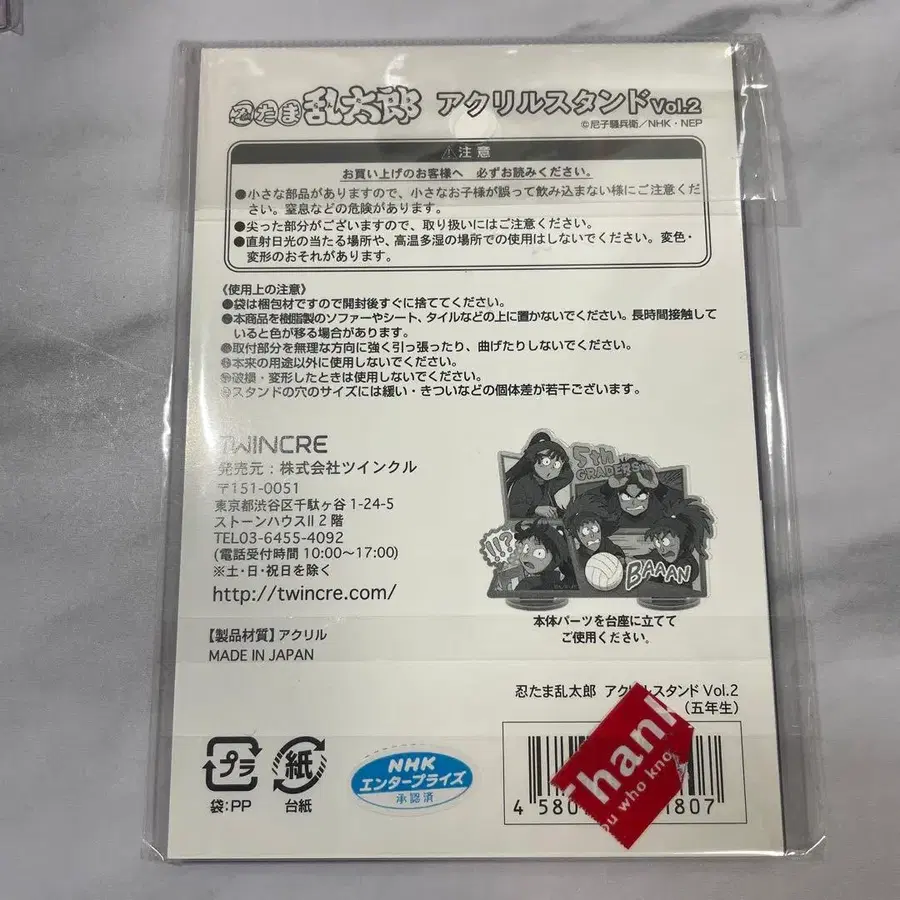 忍たま乱太郎 アクリルスタンド Vol.2
©尼子騒兵衛/NHK・NEP
⚠注意
お買い上げのお客様へ 必ずお読みください。
●小さな部品がありますので、小さなお子様が誤って飲み込まない様にご注意くだ
さい。窒息などの危険があります。
●尖った部分がございますので、取り扱いにはご注意ください。
●直射日光の当たる場所や、高温多湿の場所での使用はしないでください。変色・
変形のおそれがあります。
《使用上の注意》
●袋は梱包材ですので開封後すぐに捨ててください。
●本商品を樹脂製のソファーやシート、タイルなどの上に置かないでください。長時間接触して
いると色が移る場合があります。
●取付部分を無理な方向に強く引っ張ったり、曲げたりしないでください。
●本来の用途以外に使用しないでください。
●破損・変形したときは使用しないでください。
●スタンドの穴のサイズには緩い・きついなどの個体差が若干ございます。
TWINCRE
発売元:株式会社ツインクル
〒151-0051
東京都渋谷区千駄ヶ谷1-24-5
ストーンハウスII 2階
TEL03-6455-4092
(電話受付時間 10:00~17:00)
※土・日・祝日を除く
http://twincre.com/
5th
GRADERS
!!?
BAAAN
本体パーツを台座に立てて
ご使用ください。
【製品材質】アクリル
MADE IN JAPAN
忍たま乱太郎 アクリルスタンド Vol.2
(五年生)
プラ
袋:PP
紙
台紙
NHK
エンタープライズ
承認済
4 580 1807
hank
ou who kno